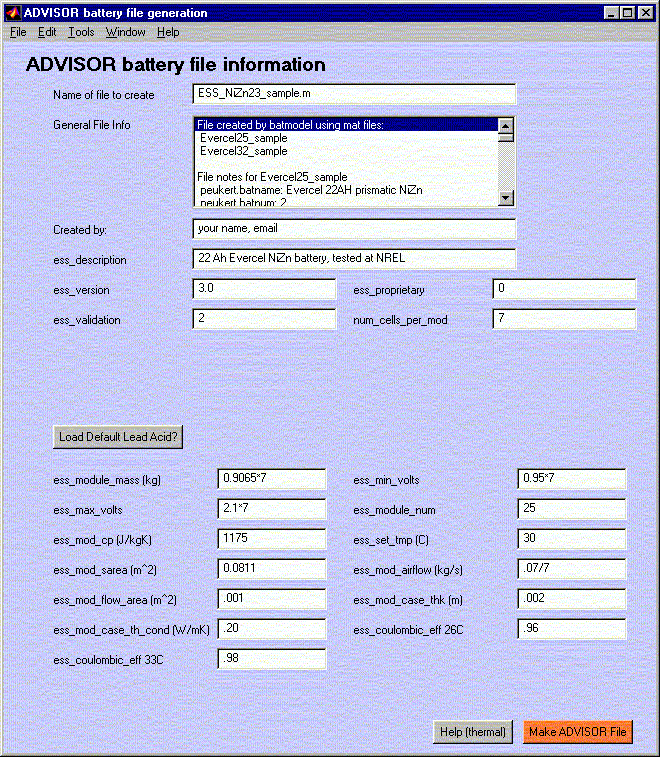 ADVISOR battery file generation
File Edit Tools Window Help
ADVISOR battery file information
Name of file to create ESS_NiZn23_sample.m
General File Info File created by batmodel using mat files:
Evercel25_sample
Evercel32_sample
File notes for Evercel25_sample
peukert.batname: Evercel 22AH prismatic NiZn
peukert.batnum: 2
Created by: your name, email
ess_description 22 Ah Evercel NiZn battery, tested at NREL
ess_version 3.0 ess_proprietary 0
ess_validation 2 num_cells_per_mod 7
Load Default Lead Acid?
ess_module_mass (kg) 0.9065*7 ess_min_volts 0.95*7
ess_max_volts 2.1*7 ess_module_num 25
ess_mod_cp (J/kgK) 1175 ess_set_tmp (C) 30
ess_mod_sarea (m^2) 0.0811 ess_mod_airflow (kg/s) .07/7
ess_mod_flow_area (m^2) .001 ess_mod_case_thk (m) .002
ess_mod_case_th_cond (W/mK) .20 ess_coulombic_eff 26C .96
ess_coulombic_eff 33C .98
Help (thermal) Make ADVISOR File